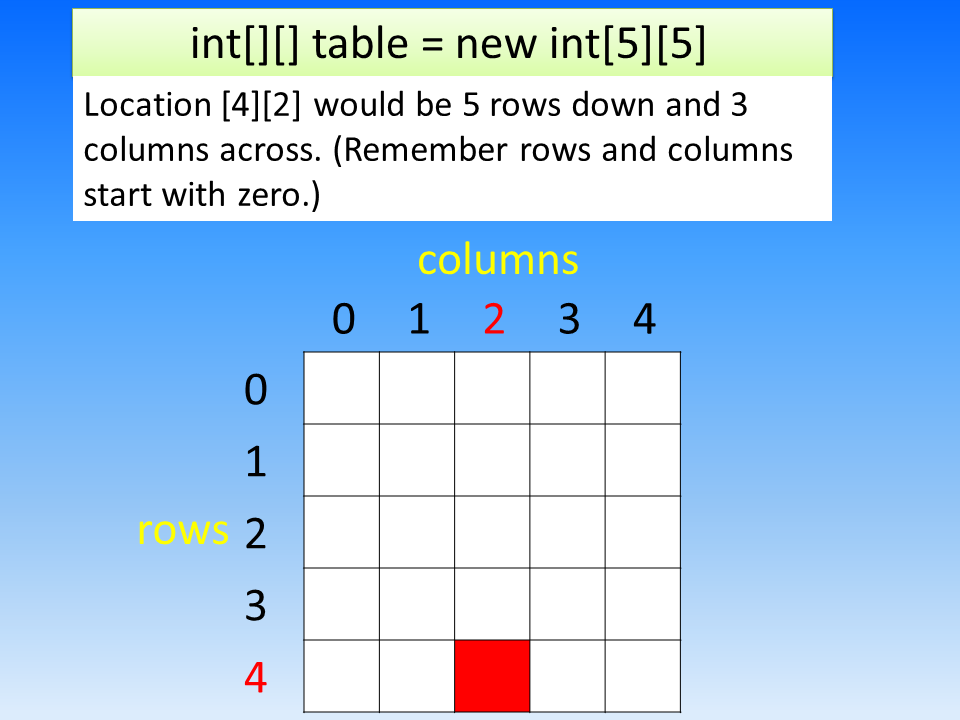 int[][] table = new int[5][5]
Location [4][2] would be 5 rows down and 3
columns across. (Remember rows and columns
start with zero.)
columns
0 1 2 3 4
0
1
rows 2
3
4